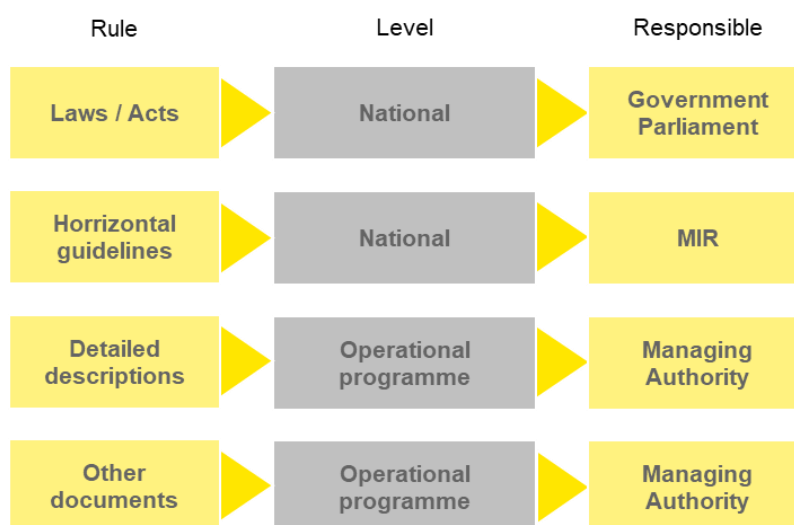 Rule Level Responsible
Laws / Acts National Government
Parliament
Horrizontal
guidelines National MIR
Detailed
descriptions Operational
programme Managing
Authority
Other
documents Operational
programme Managing
Authority